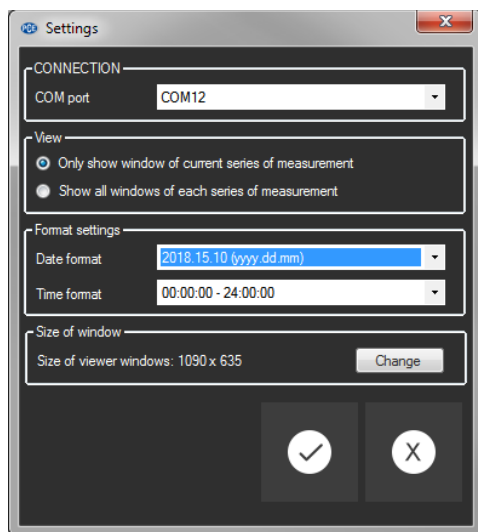 PCE Settings
CONNECTION
COM port COM12
View
Only show window of current series of measurement
Show all windows of each series of measurement
Format settings
Date format 2018.15.10 (yyyy.dd.mm)
Time format 00:00:00 - 24:00:00
Size of window
Size of viewer windows: 1090 x 635 Change
X